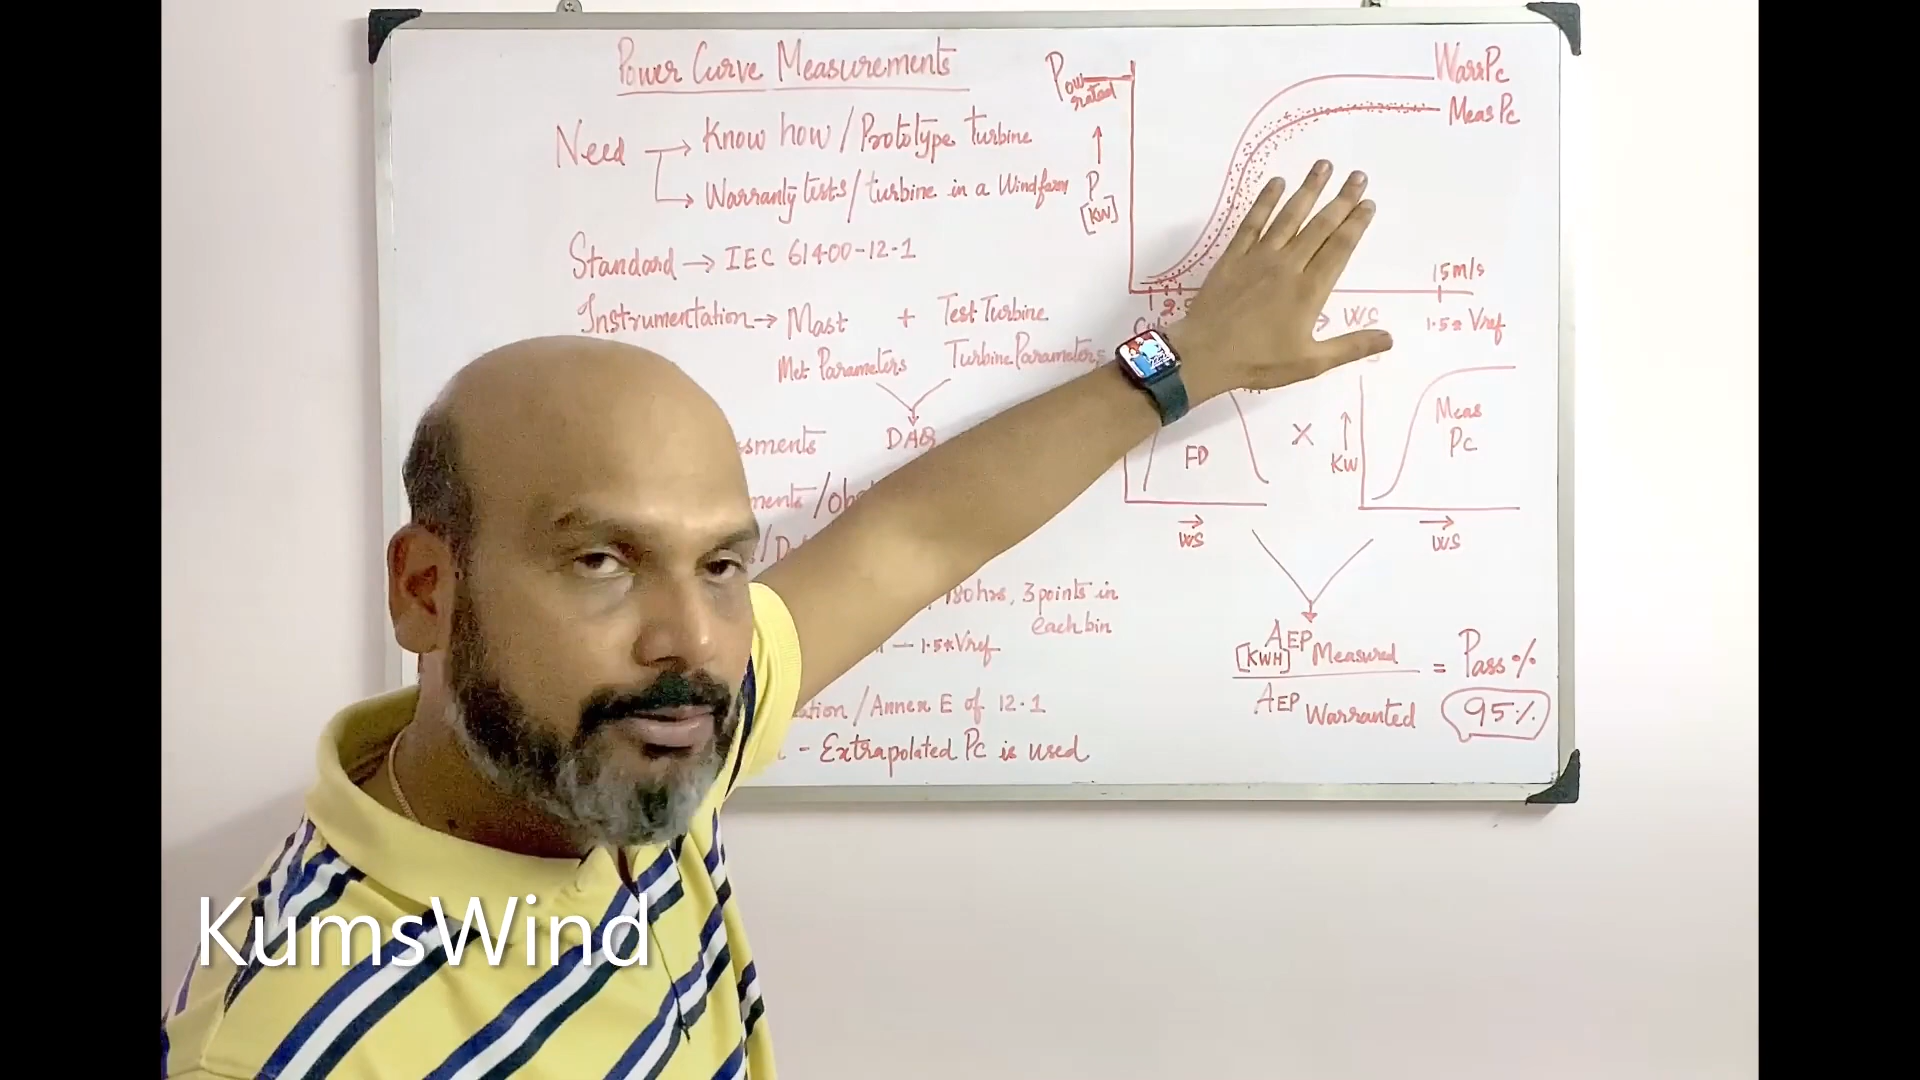 Power Curve Measurements
Need → Know how / Prototype turbine
→ Warranty tests / turbine in a Windfarm
Standard → IEC 61400-12-1
Instrumentation → Mast + Test Turbine
Met Parameters Turbine Parameters
DAQ
180hrs, 3 points in
each bin
— 1.5*Vref
/ Annex E of 12.1
- Extrapolated Pc is used
Pow
rated
↑
P
[KW]
Warr Pc
Meas Pc
15m/s
→ WS
1.5* Vref
FD
→
WS
X
↑
KW
Meas
Pc
→
WS
AEP Measured
[KWH]
= Pass %
AEP Warranted
95%
KumsWind